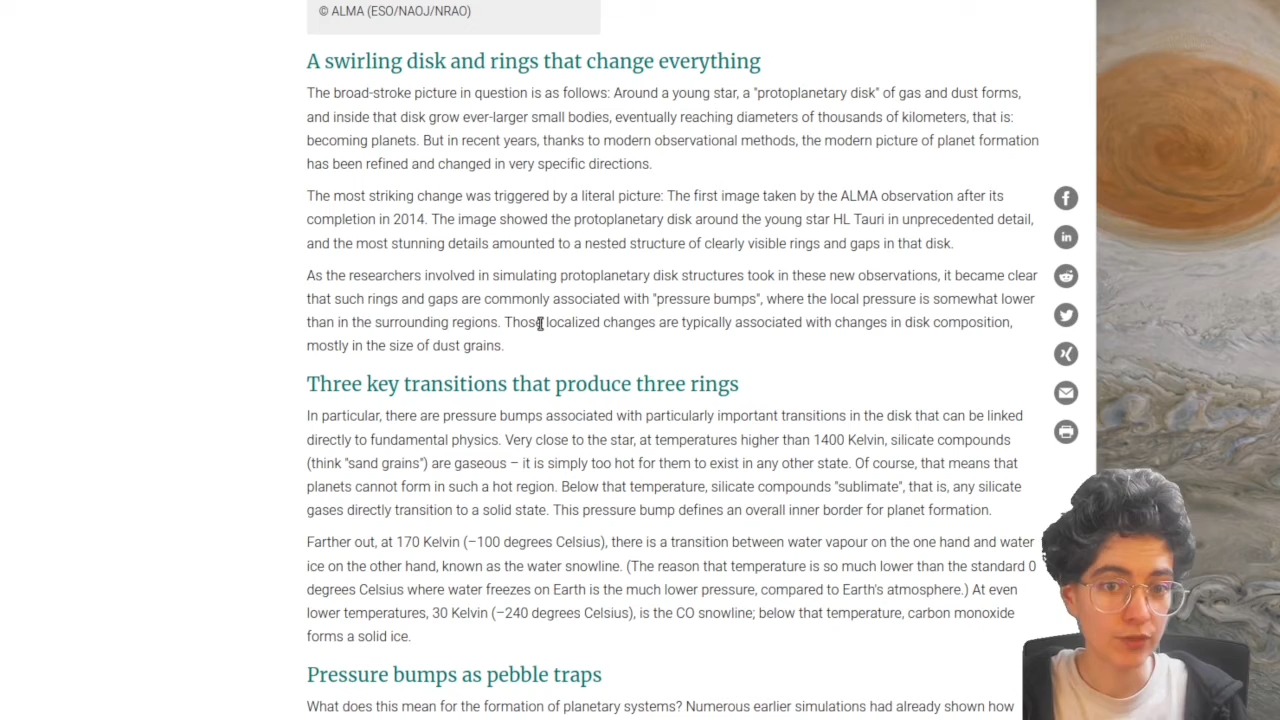 © ALMA (ESO/NAOJ/NRAO)
A swirling disk and rings that change everything
The broad-stroke picture in question is as follows: Around a young star, a "protoplanetary disk" of gas and dust forms,
and inside that disk grow ever-larger small bodies, eventually reaching diameters of thousands of kilometers, that is:
becoming planets. But in recent years, thanks to modern observational methods, the modern picture of planet formation
has been refined and changed in very specific directions.
The most striking change was triggered by a literal picture: The first image taken by the ALMA observation after its
completion in 2014. The image showed the protoplanetary disk around the young star HL Tauri in unprecedented detail,
and the most stunning details amounted to a nested structure of clearly visible rings and gaps in that disk.
As the researchers involved in simulating protoplanetary disk structures took in these new observations, it became clear
that such rings and gaps are commonly associated with "pressure bumps", where the local pressure is somewhat lower
than in the surrounding regions. Those localized changes are typically associated with changes in disk composition,
mostly in the size of dust grains.
Three key transitions that produce three rings
In particular, there are pressure bumps associated with particularly important transitions in the disk that can be linked
directly to fundamental physics. Very close to the star, at temperatures higher than 1400 Kelvin, silicate compounds
(think "sand grains") are gaseous – it is simply too hot for them to exist in any other state. Of course, that means that
planets cannot form in such a hot region. Below that temperature, silicate compounds "sublimate", that is, any silicate
gases directly transition to a solid state. This pressure bump defines an overall inner border for planet formation.
Farther out, at 170 Kelvin (–100 degrees Celsius), there is a transition between water vapour on the one hand and water
ice on the other hand, known as the water snowline. (The reason that temperature is so much lower than the standard 0
degrees Celsius where water freezes on Earth is the much lower pressure, compared to Earth's atmosphere.) At even
lower temperatures, 30 Kelvin (–240 degrees Celsius), is the CO snowline; below that temperature, carbon monoxide
forms a solid ice.
Pressure bumps as pebble traps
What does this mean for the formation of planetary systems? Numerous earlier simulations had already shown how